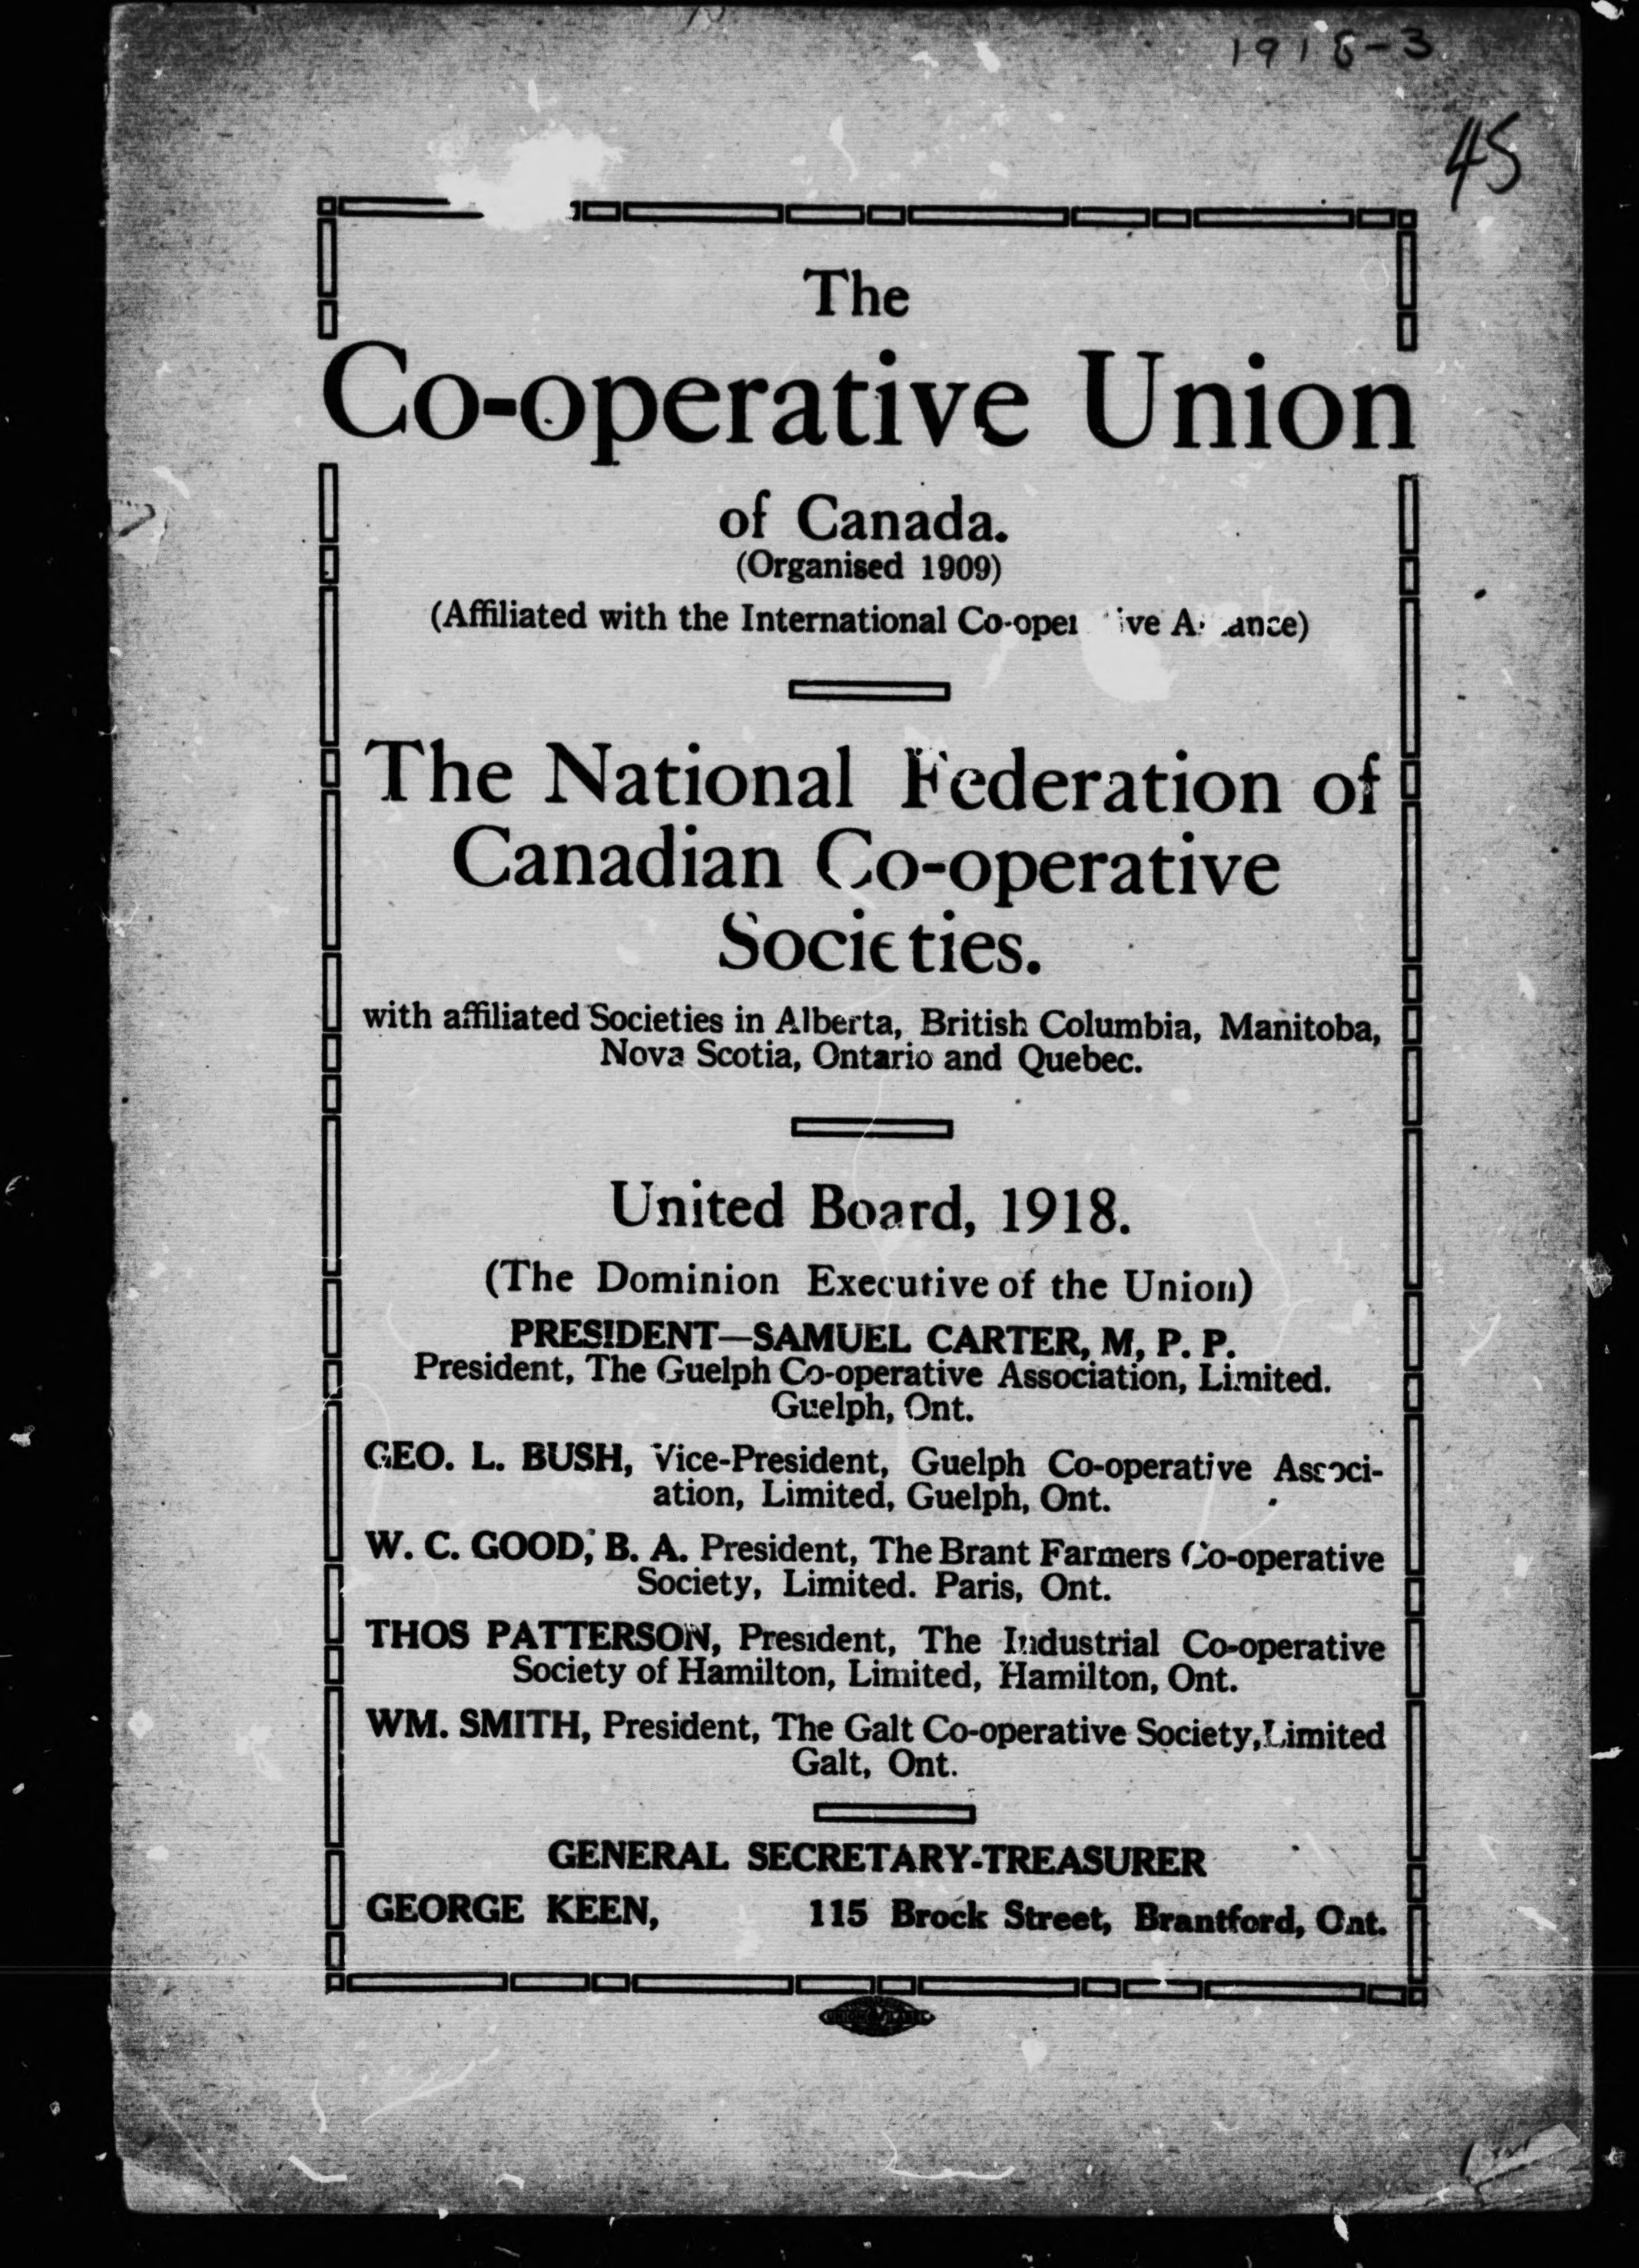 1918-3
45
The
Co-operative Union
of Canada.
(Organised 1909)
(Affiliated with the International Co-operative Alliance)
The National Federation of
Canadian Co-operative
Societies.
with affiliated Societies in Alberta, British Columbia, Manitoba,
Nova Scotia, Ontario and Quebec.
United Board, 1918.
(The Dominion Executive of the Union)
PRESIDENT—SAMUEL CARTER, M, P. P.
President, The Guelph Co-operative Association, Limited.
Guelph, Ont.
GEO. L. BUSH, Vice-President, Guelph Co-operative Associ-
ation, Limited, Guelph, Ont.
W. C. GOOD, B. A. President, The Brant Farmers Co-operative
Society, Limited. Paris, Ont.
THOS PATTERSON, President, The Industrial Co-operative
Society of Hamilton, Limited, Hamilton, Ont.
WM. SMITH, President, The Galt Co-operative Society, Limited
Galt, Ont.
GENERAL SECRETARY-TREASURER
GEORGE KEEN, 115 Brock Street, Brantford, Ont.